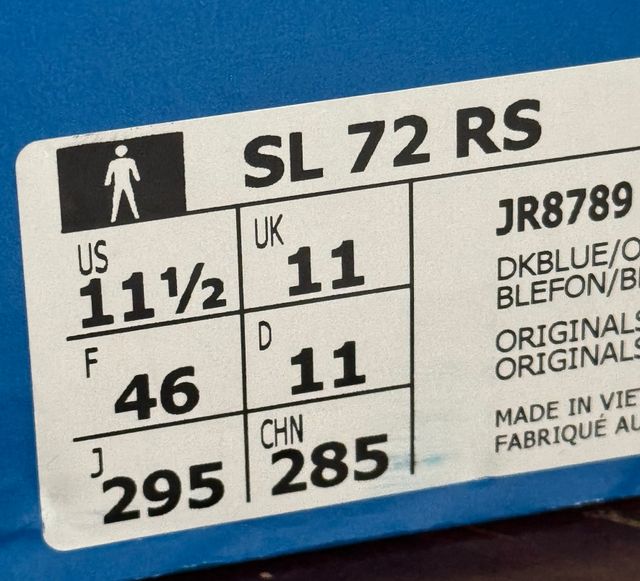 SL 72 RS
US
11½
UK
11
F
46
D
11
J
295
CHN
285
JR8789
DKBLUE/
BLEFON/
ORIGINALS
ORIGINALS
MADE IN
FABRIQUÉ AU